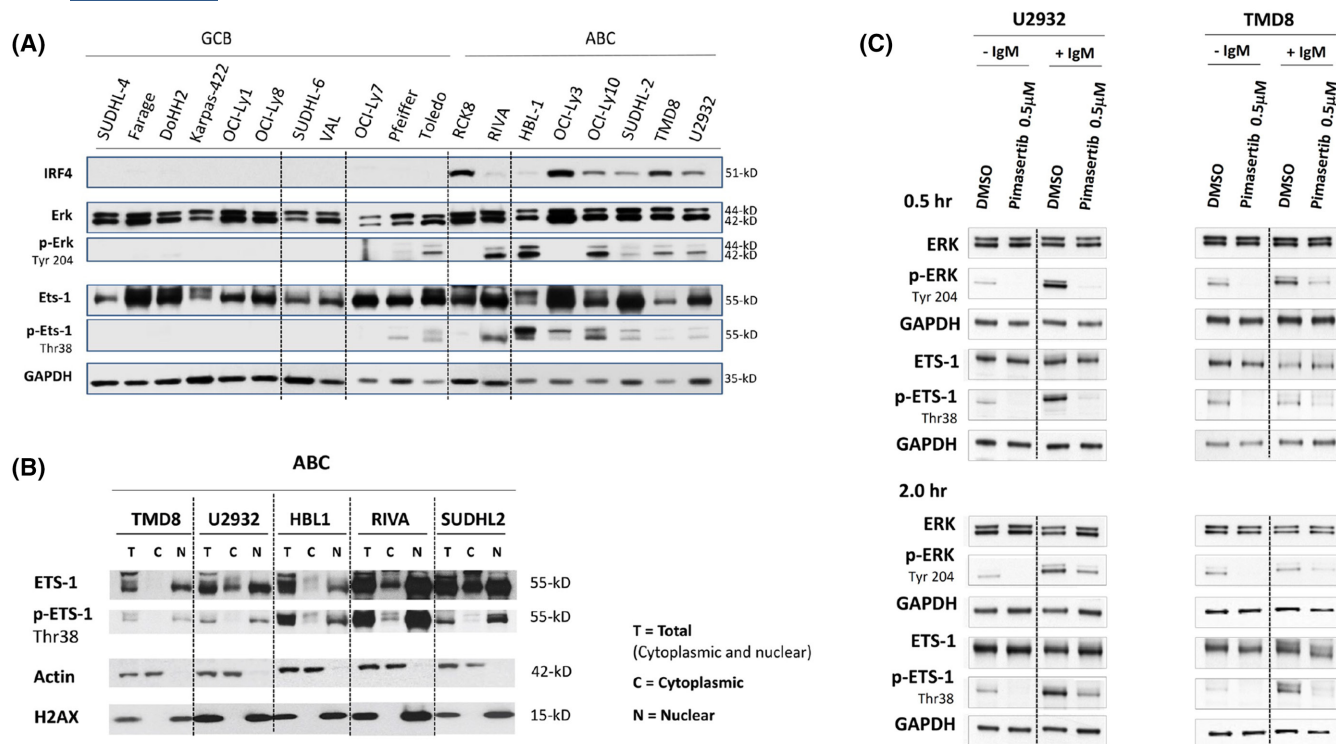 (A)
GCB
ABC
SUDHL-4
Farage
DoHH2
Karpas-422
OCI-Ly1
OCI-Ly8
SUDHL-6
VAL
OCI-Ly7
Pfeiffer
Toledo
RCK8
RIVA
HBL-1
OCI-Ly3
OCI-Ly10
SUDHL-2
TMD8
U2932
IRF4
51-kD
Erk
44-kD
42-kD
p-Erk
Tyr 204
44-kD
42-kD
Ets-1
55-kD
p-Ets-1
Thr38
55-kD
GAPDH
35-kD
(B)
ABC
TMD8 U2932 HBL1 RIVA SUDHL2
T C N T C N T C N T C N T C N
ETS-1
55-kD
p-ETS-1
Thr38
55-kD
Actin
42-kD
H2AX
15-kD
T = Total
(Cytoplasmic and nuclear)
C = Cytoplasmic
N = Nuclear
(C)
U2932 TMD8
- IgM + IgM - IgM + IgM
DMSO
Pimasertib 0.5µM
DMSO
Pimasertib 0.5µM
DMSO
Pimasertib 0.5µM
DMSO
Pimasertib 0.5µM
0.5 hr
ERK
p-ERK
Tyr 204
GAPDH
ETS-1
p-ETS-1
Thr38
GAPDH
2.0 hr
ERK
p-ERK
Tyr 204
GAPDH
ETS-1
p-ETS-1
Thr38
GAPDH